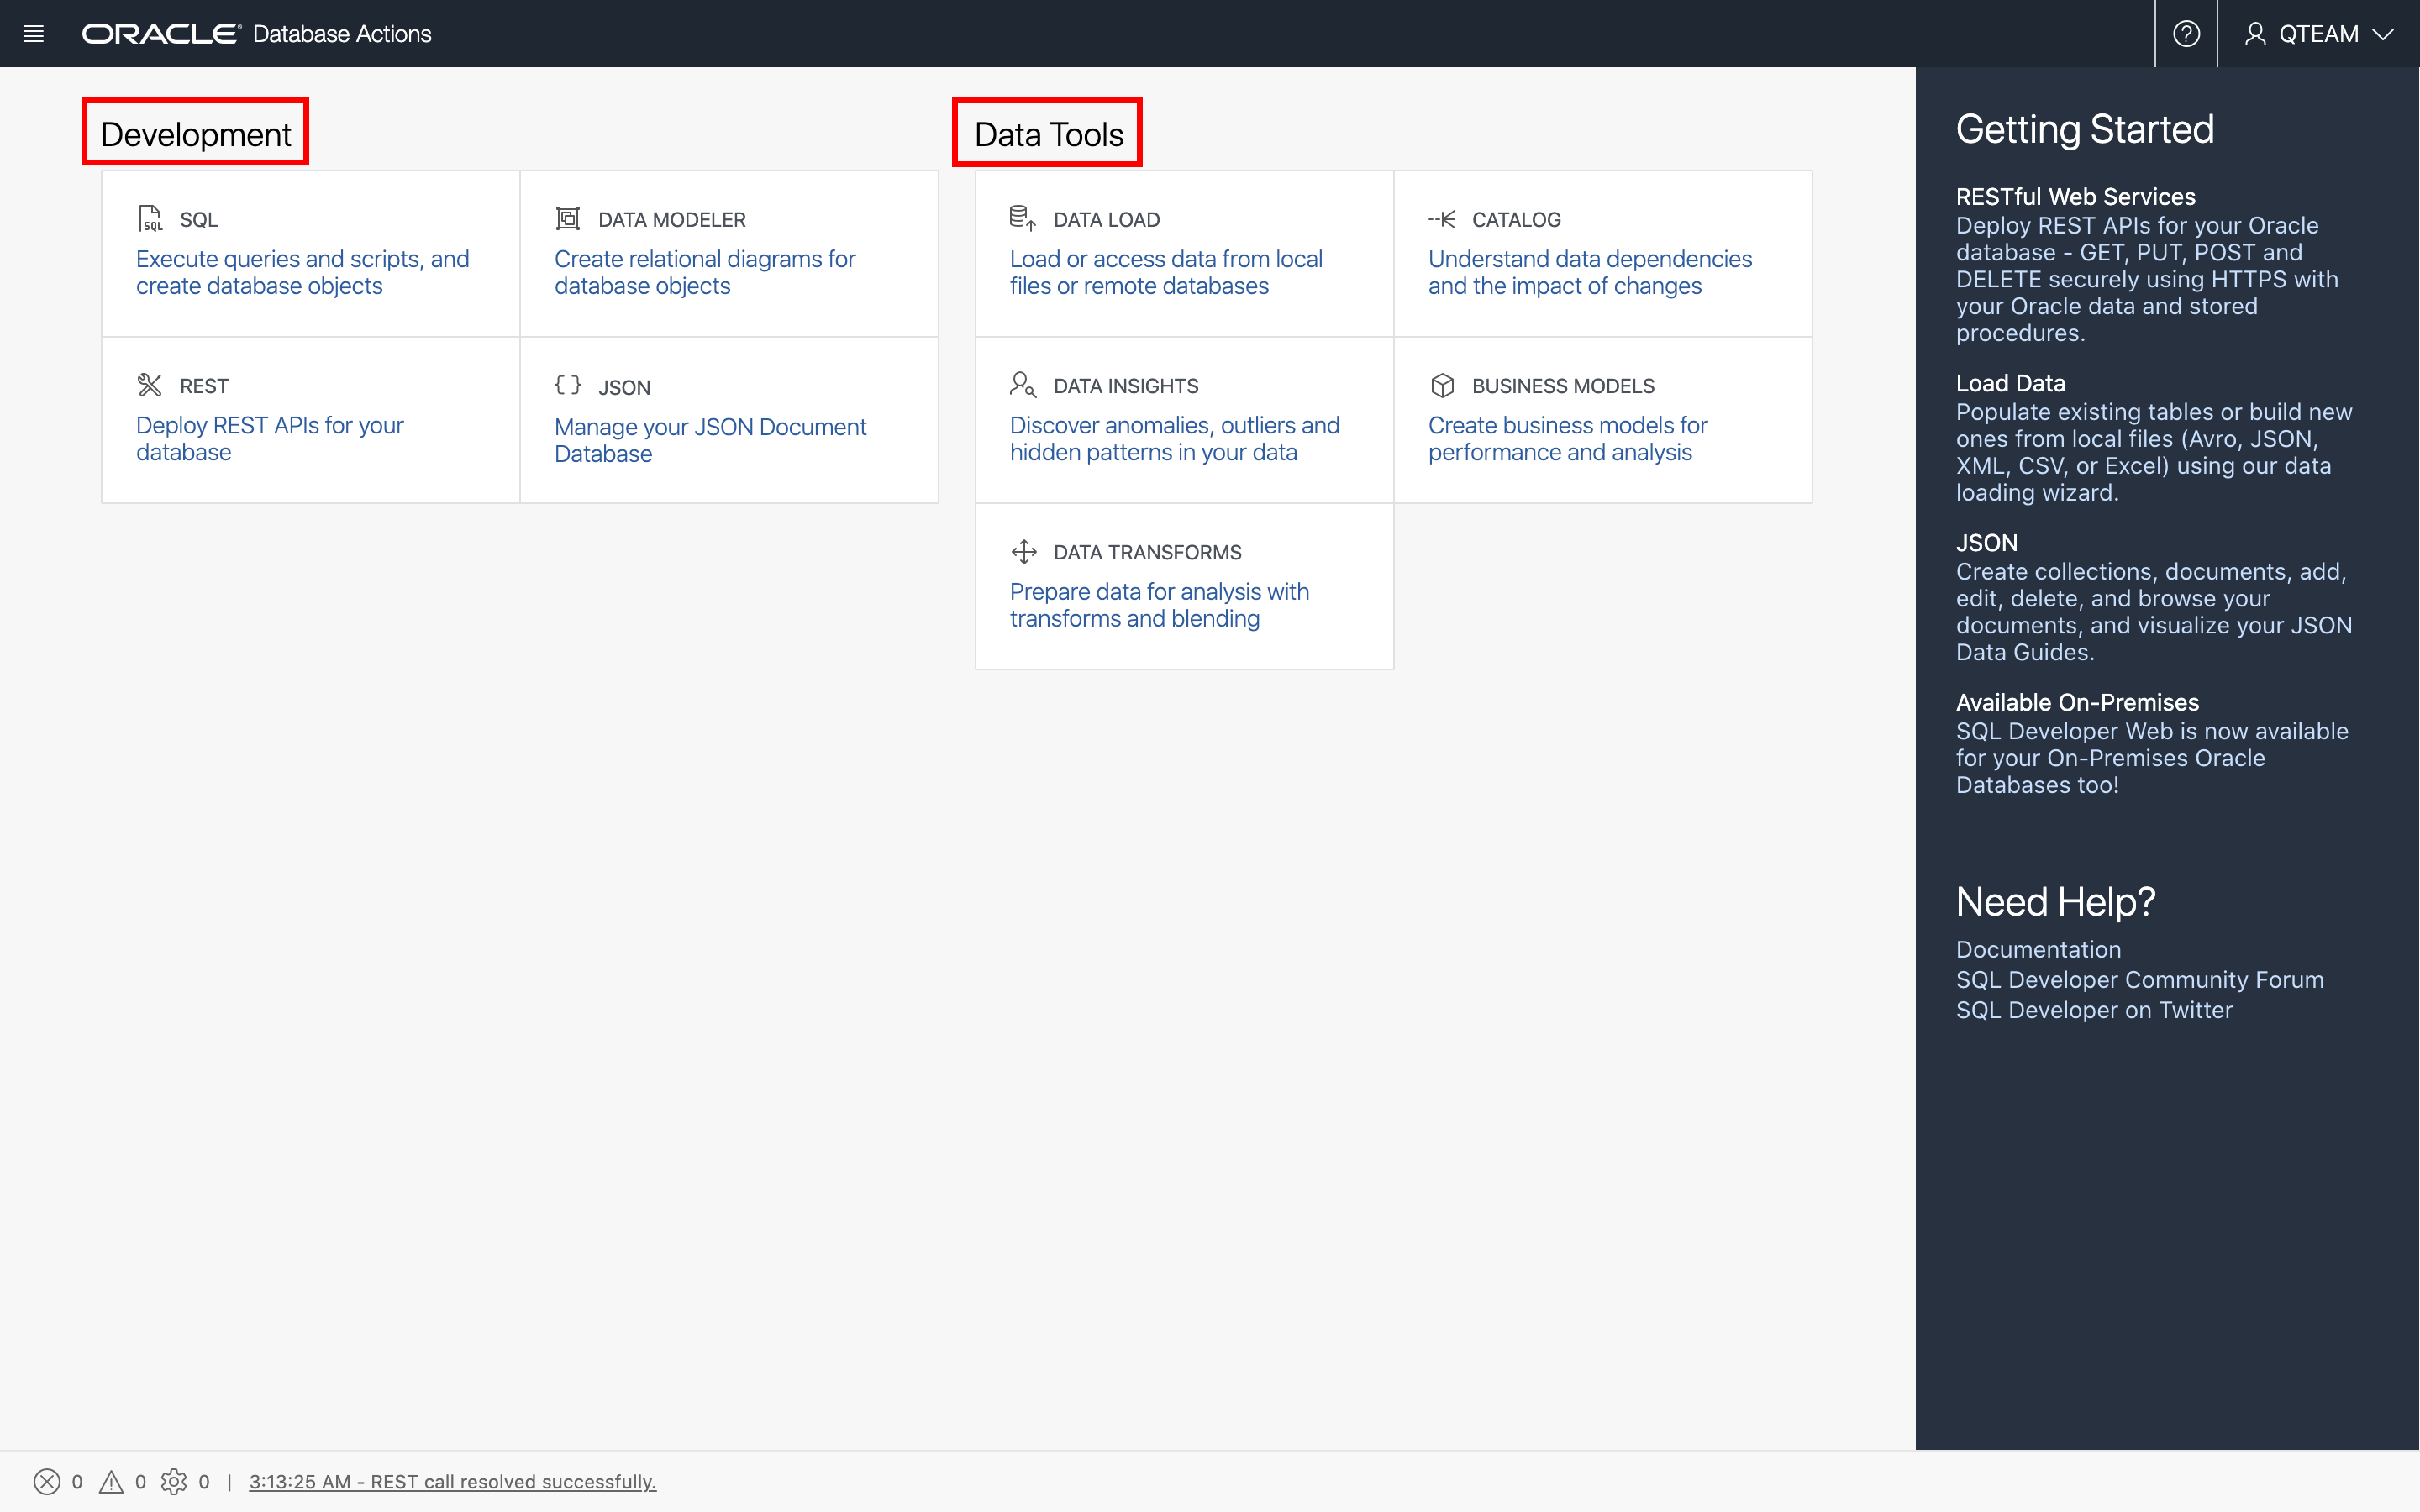 ORACLE® Database Actions
QTEAM
Development
SQL
Execute queries and scripts, and
create database objects
DATA MODELER
Create relational diagrams for
database objects
REST
Deploy REST APIs for your
database
{ } JSON
Manage your JSON Document
Database
Data Tools
DATA LOAD
Load or access data from local
files or remote databases
CATALOG
Understand data dependencies
and the impact of changes
DATA INSIGHTS
Discover anomalies, outliers and
hidden patterns in your data
BUSINESS MODELS
Create business models for
performance and analysis
DATA TRANSFORMS
Prepare data for analysis with
transforms and blending
Getting Started
RESTful Web Services
Deploy REST APIs for your Oracle
database - GET, PUT, POST and
DELETE securely using HTTPS with
your Oracle data and stored
procedures.
Load Data
Populate existing tables or build new
ones from local files (Avro, JSON,
XML, CSV, or Excel) using our data
loading wizard.
JSON
Create collections, documents, add,
edit, delete, and browse your
documents, and visualize your JSON
Data Guides.
Available On-Premises
SQL Developer Web is now available
for your On-Premises Oracle
Databases too!
Need Help?
Documentation
SQL Developer Community Forum
SQL Developer on Twitter
0 0 0 | 3:13:25 AM - REST call resolved successfully.